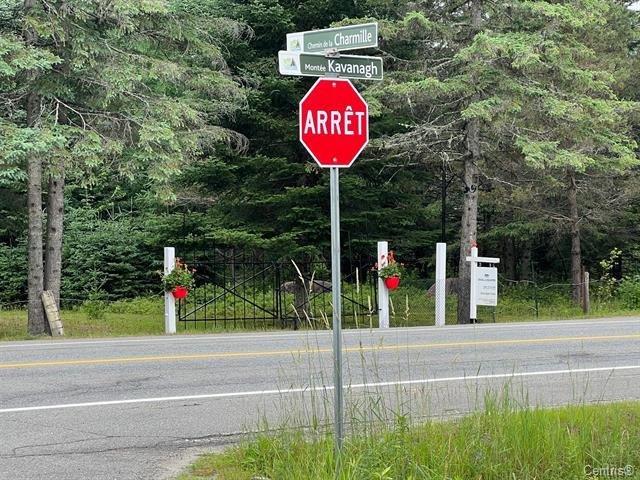 Chemin de la Charmille
Montée Kavanagh
ARRÊT
Centris®